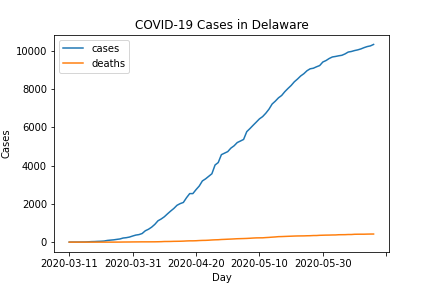 COVID-19 Cases in Delaware
cases
deaths
10000
8000
6000
4000
2000
0
Cases
2020-03-11 2020-03-31 2020-04-20 2020-05-10 2020-05-30
Day